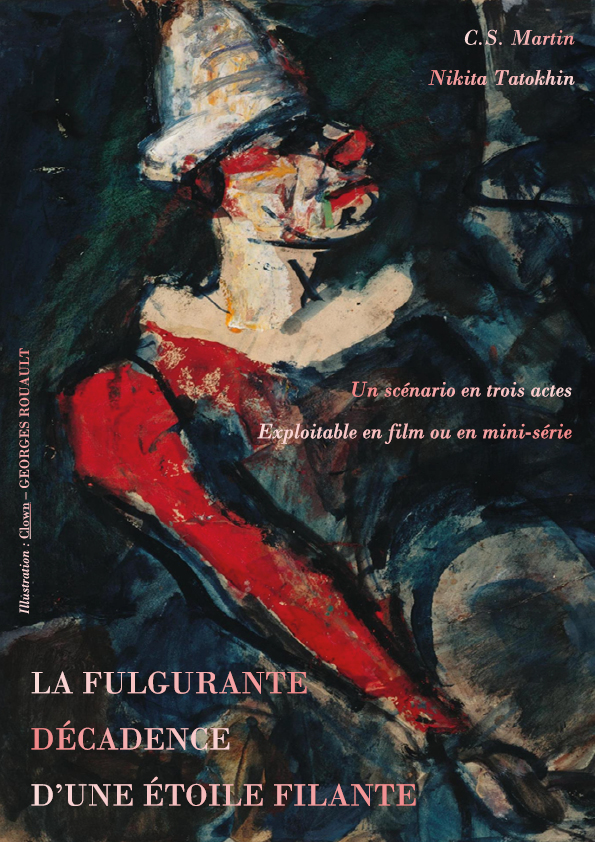 C.S. Martin
Nikita Tatokhin
Un scénario en trois actes
Exploitable en film ou en mini-série
Illustration : Clown – GEORGES ROUAULT
LA FULGURANTE
DÉCADENCE
D’UNE ÉTOILE FILANTE